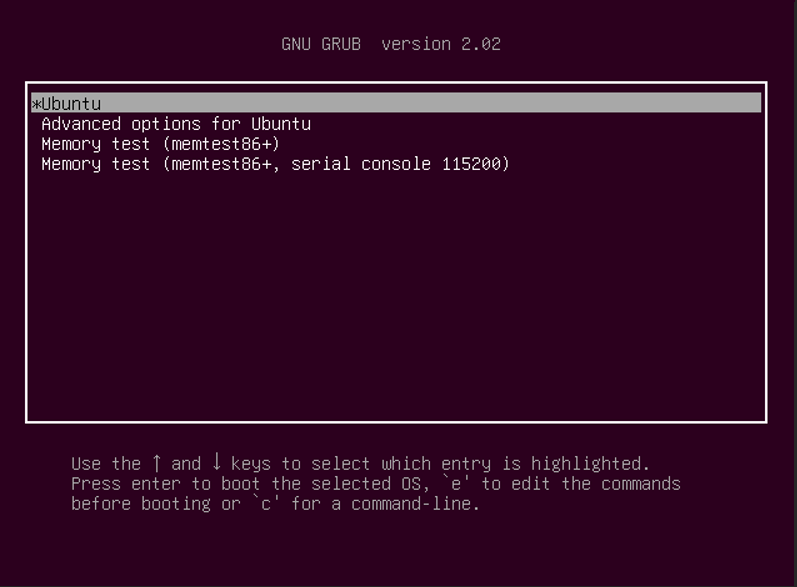 GNU GRUB  version 2.02
*Ubuntu
Advanced options for Ubuntu
Memory test (memtest86+)
Memory test (memtest86+, serial console 115200)
Use the ↑ and ↓ keys to select which entry is highlighted.
Press enter to boot the selected OS, `e' to edit the commands
before booting or `c' for a command-line.